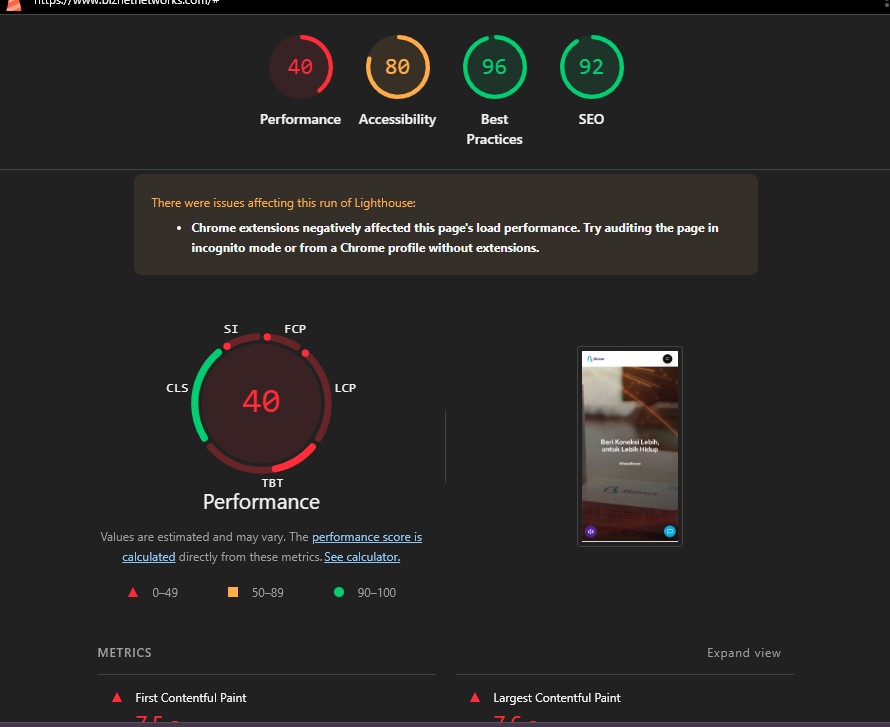 https://www.biznetnetworks.com/#
40
80
96
92
Performance
Accessibility
Best
Practices
SEO
There were issues affecting this run of Lighthouse:
• Chrome extensions negatively affected this page's load performance. Try auditing the page in
incognito mode or from a Chrome profile without extensions.
SI
FCP
CLS
40
LCP
TBT
Performance
Values are estimated and may vary. The performance score is
calculated directly from these metrics. See calculator.
0–49
50–89
90–100
Beri Koneksi Lebih,
untuk Lebih Hidup
METRICS
Expand view
First Contentful Paint
Largest Contentful Paint
7.5 s
7.6 s